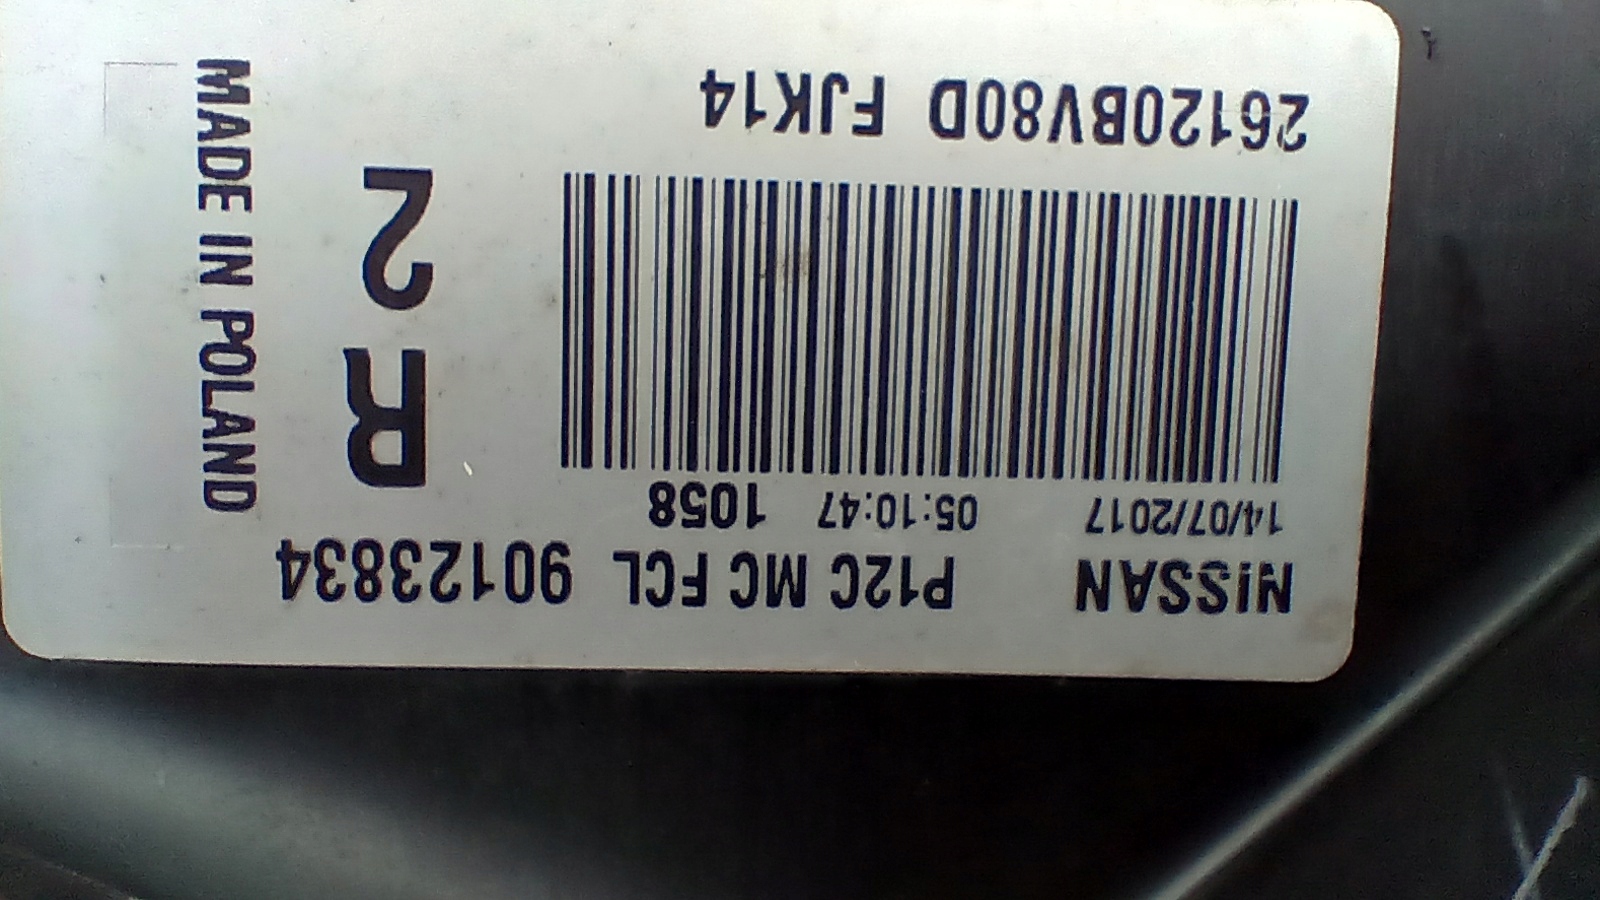 NISSAN P12C MC FCL 90123834
14/07/2017 05:10:47 1058
R 2
26120BV80D FJK14
MADE IN POLAND